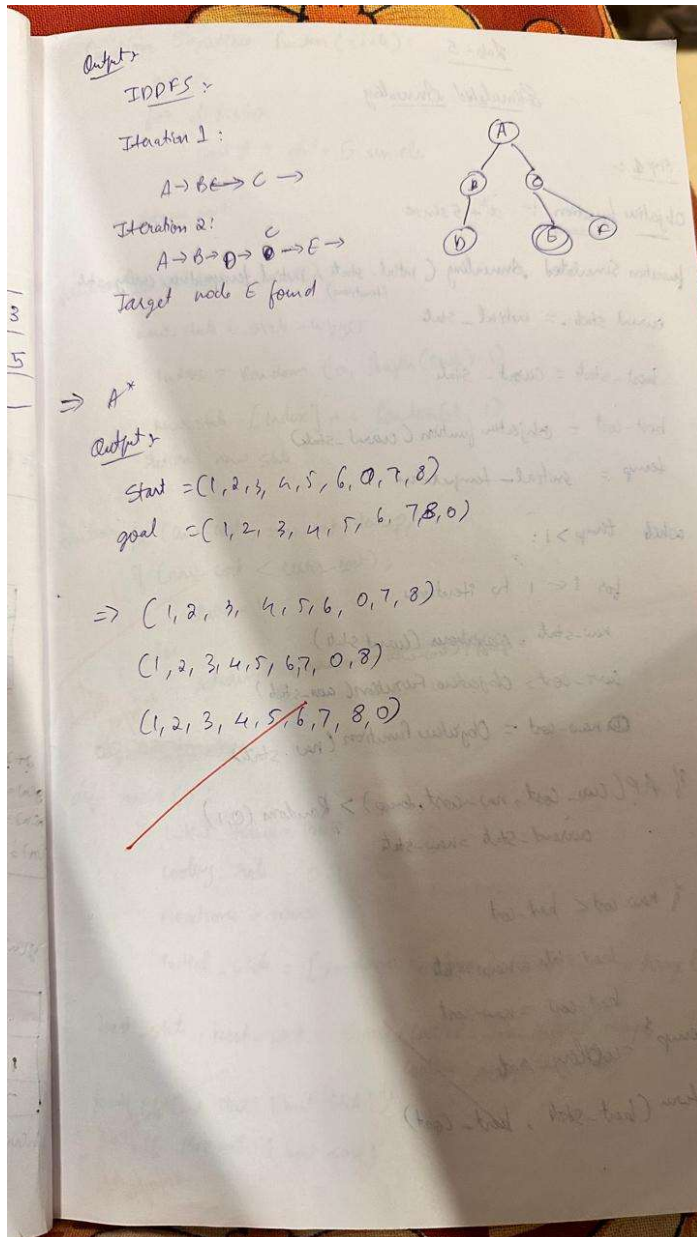 Output :-
IDDFS :-
Iteration 1 :
A → B → C →
Iteration 2 :
A → B → D → C → E →
Target node E found
A
B C
D E F
3
5
⇒ A*
Output :-
start = (1, 2, 3, 4, 5, 6, 0, 7, 8)
goal = (1, 2, 3, 4, 5, 6, 7, 8, 0)
⇒ (1, 2, 3, 4, 5, 6, 0, 7, 8)
(1, 2, 3, 4, 5, 6, 7, 0, 8)
(1, 2, 3, 4, 5, 6, 7, 8, 0)